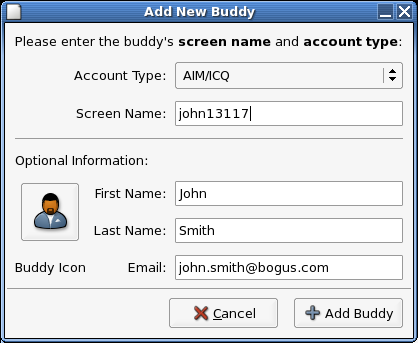 Add New Buddy
Please enter the buddy's screen name and account type:
Account Type: AIM/ICQ
Screen Name: john13117
Optional Information:
First Name: John
Last Name: Smith
Buddy Icon Email: john.smith@bogus.com
Cancel Add Buddy